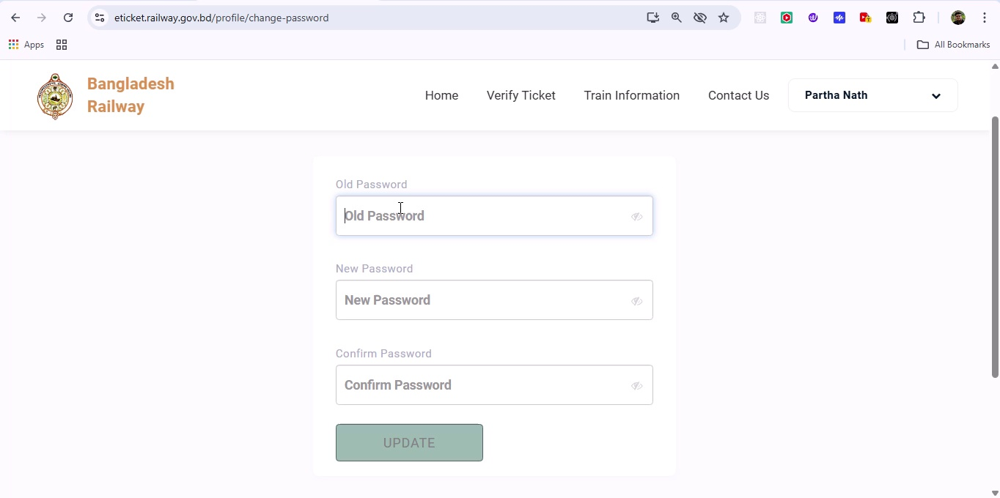 eticket.railway.gov.bd/profile/change-password
Apps
All Bookmarks
Bangladesh
Railway
Home
Verify Ticket
Train Information
Contact Us
Partha Nath
Old Password
Old Password
New Password
New Password
Confirm Password
Confirm Password
UPDATE